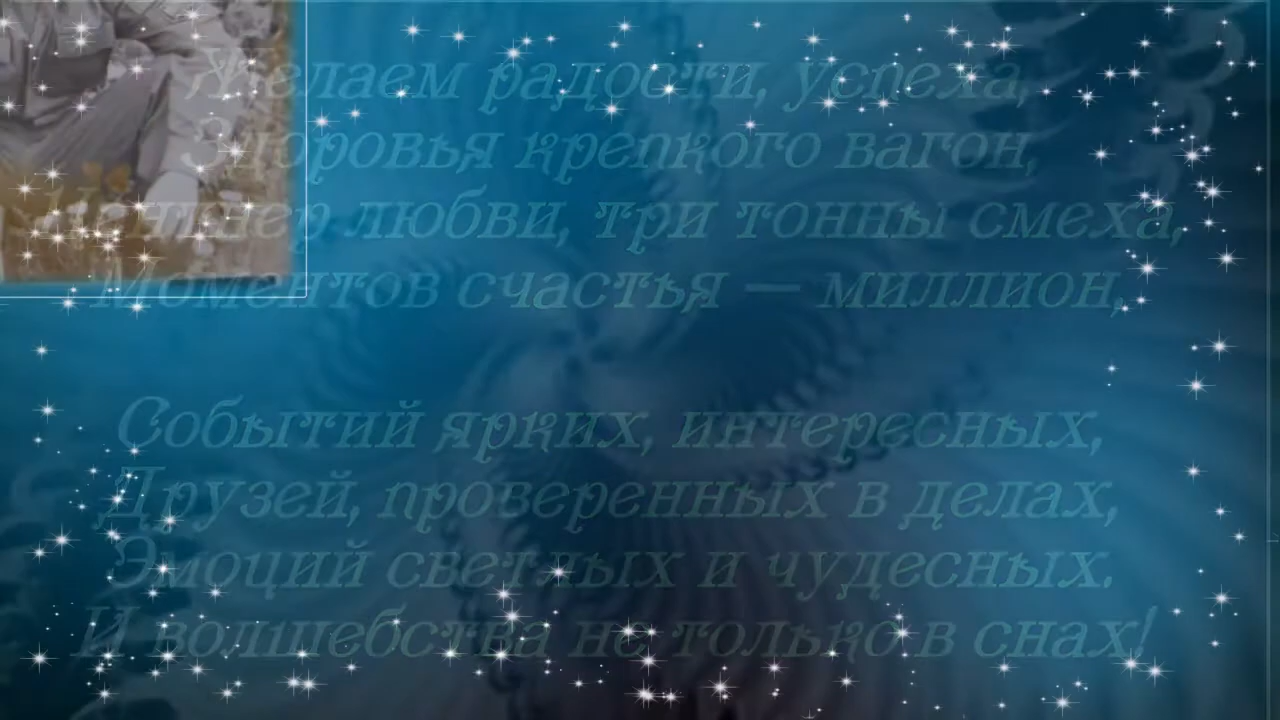 Желаем радости, успеха,
Здоровья крепкого вагон,
любви, три тонны смеха,
Моментов счастья — миллион,
Событий ярких, интересных,
Друзей, проверенных в делах,
Эмоций светлых и чудесных.
И волшебства не только в снах!